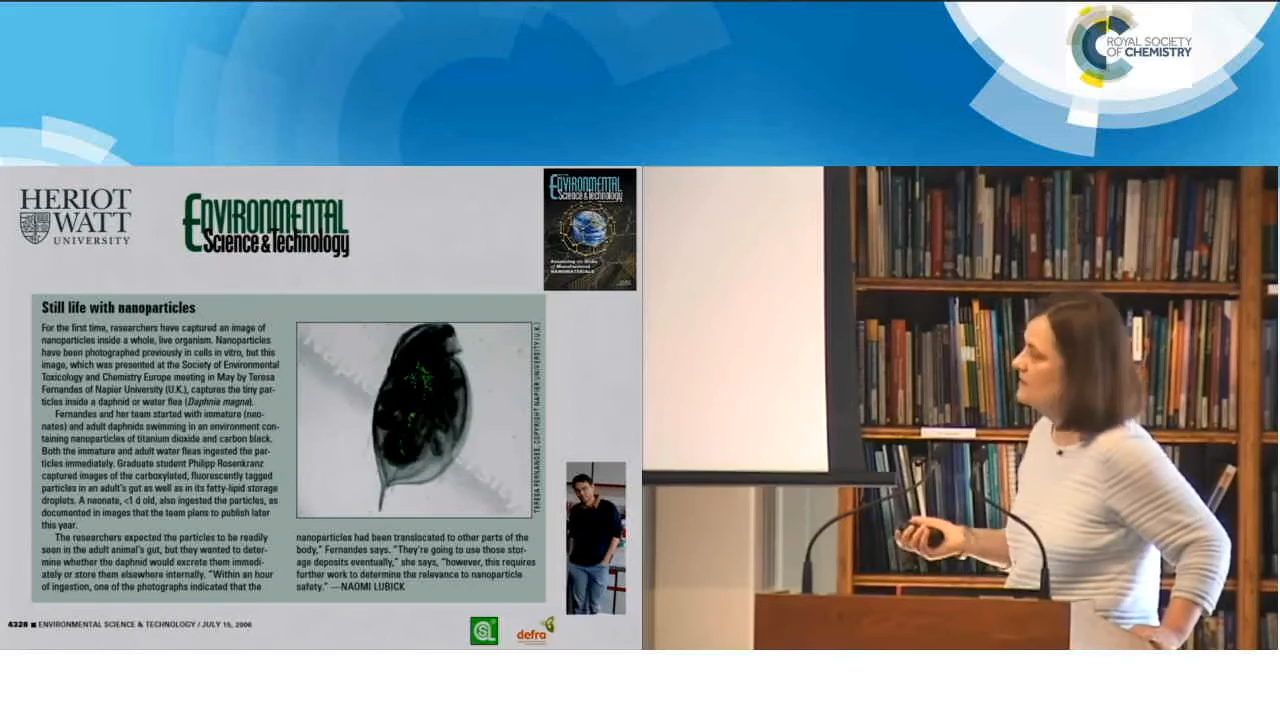 ROYAL SOCIETY
OF CHEMISTRY
HERIOT
WATT
UNIVERSITY
ENVIRONMENTAL
Science & Technology
ENVIRONMENTAL
Science & Technology
NANOMATERIALS
Still life with nanoparticles
For the first time, researchers have captured an image of
nanoparticles inside a whole, live organism. Nanoparticles
have been photographed previously in cells in vitro, but this
image, which was presented at the Society of Environmental
Toxicology and Chemistry Europe meeting in May by Teresa
Fernandes of Napier University (U.K.), captures the tiny par-
ticles inside a daphnid or water flea (Daphnia magna).
Fernandes and her team started with immature (neo-
nates) and adult daphnids swimming in an environment con-
taining nanoparticles of titanium dioxide and carbon black.
Both the immature and adult water fleas ingested the par-
ticles immediately. Graduate student Philipp Rosenkranz
captured images of the carboxylated, fluorescently tagged
particles in an adult's gut as well as in its fatty-lipid storage
droplets. A neonate, <1 d old, also ingested the particles, as
documented in images that the team plans to publish later
this year.
The researchers expected the particles to be readily
seen in the adult animal's gut, but they wanted to deter-
mine whether the daphnid would excrete them immedi-
ately or store them elsewhere internally. "Within an hour
of ingestion, one of the photographs indicated that the
TERESA FERNANDES, COPYRIGHT NAPIER UNIVERSITY (U.K.)
nanoparticles had been translocated to other parts of the
body," Fernandes says. "They're going to use those stor-
age deposits eventually," she says, "however, this requires
further work to determine the relevance to nanoparticle
safety." —NAOMI LUBICK
4328 ■ ENVIRONMENTAL SCIENCE & TECHNOLOGY / JULY 15, 2006
CSL
defra